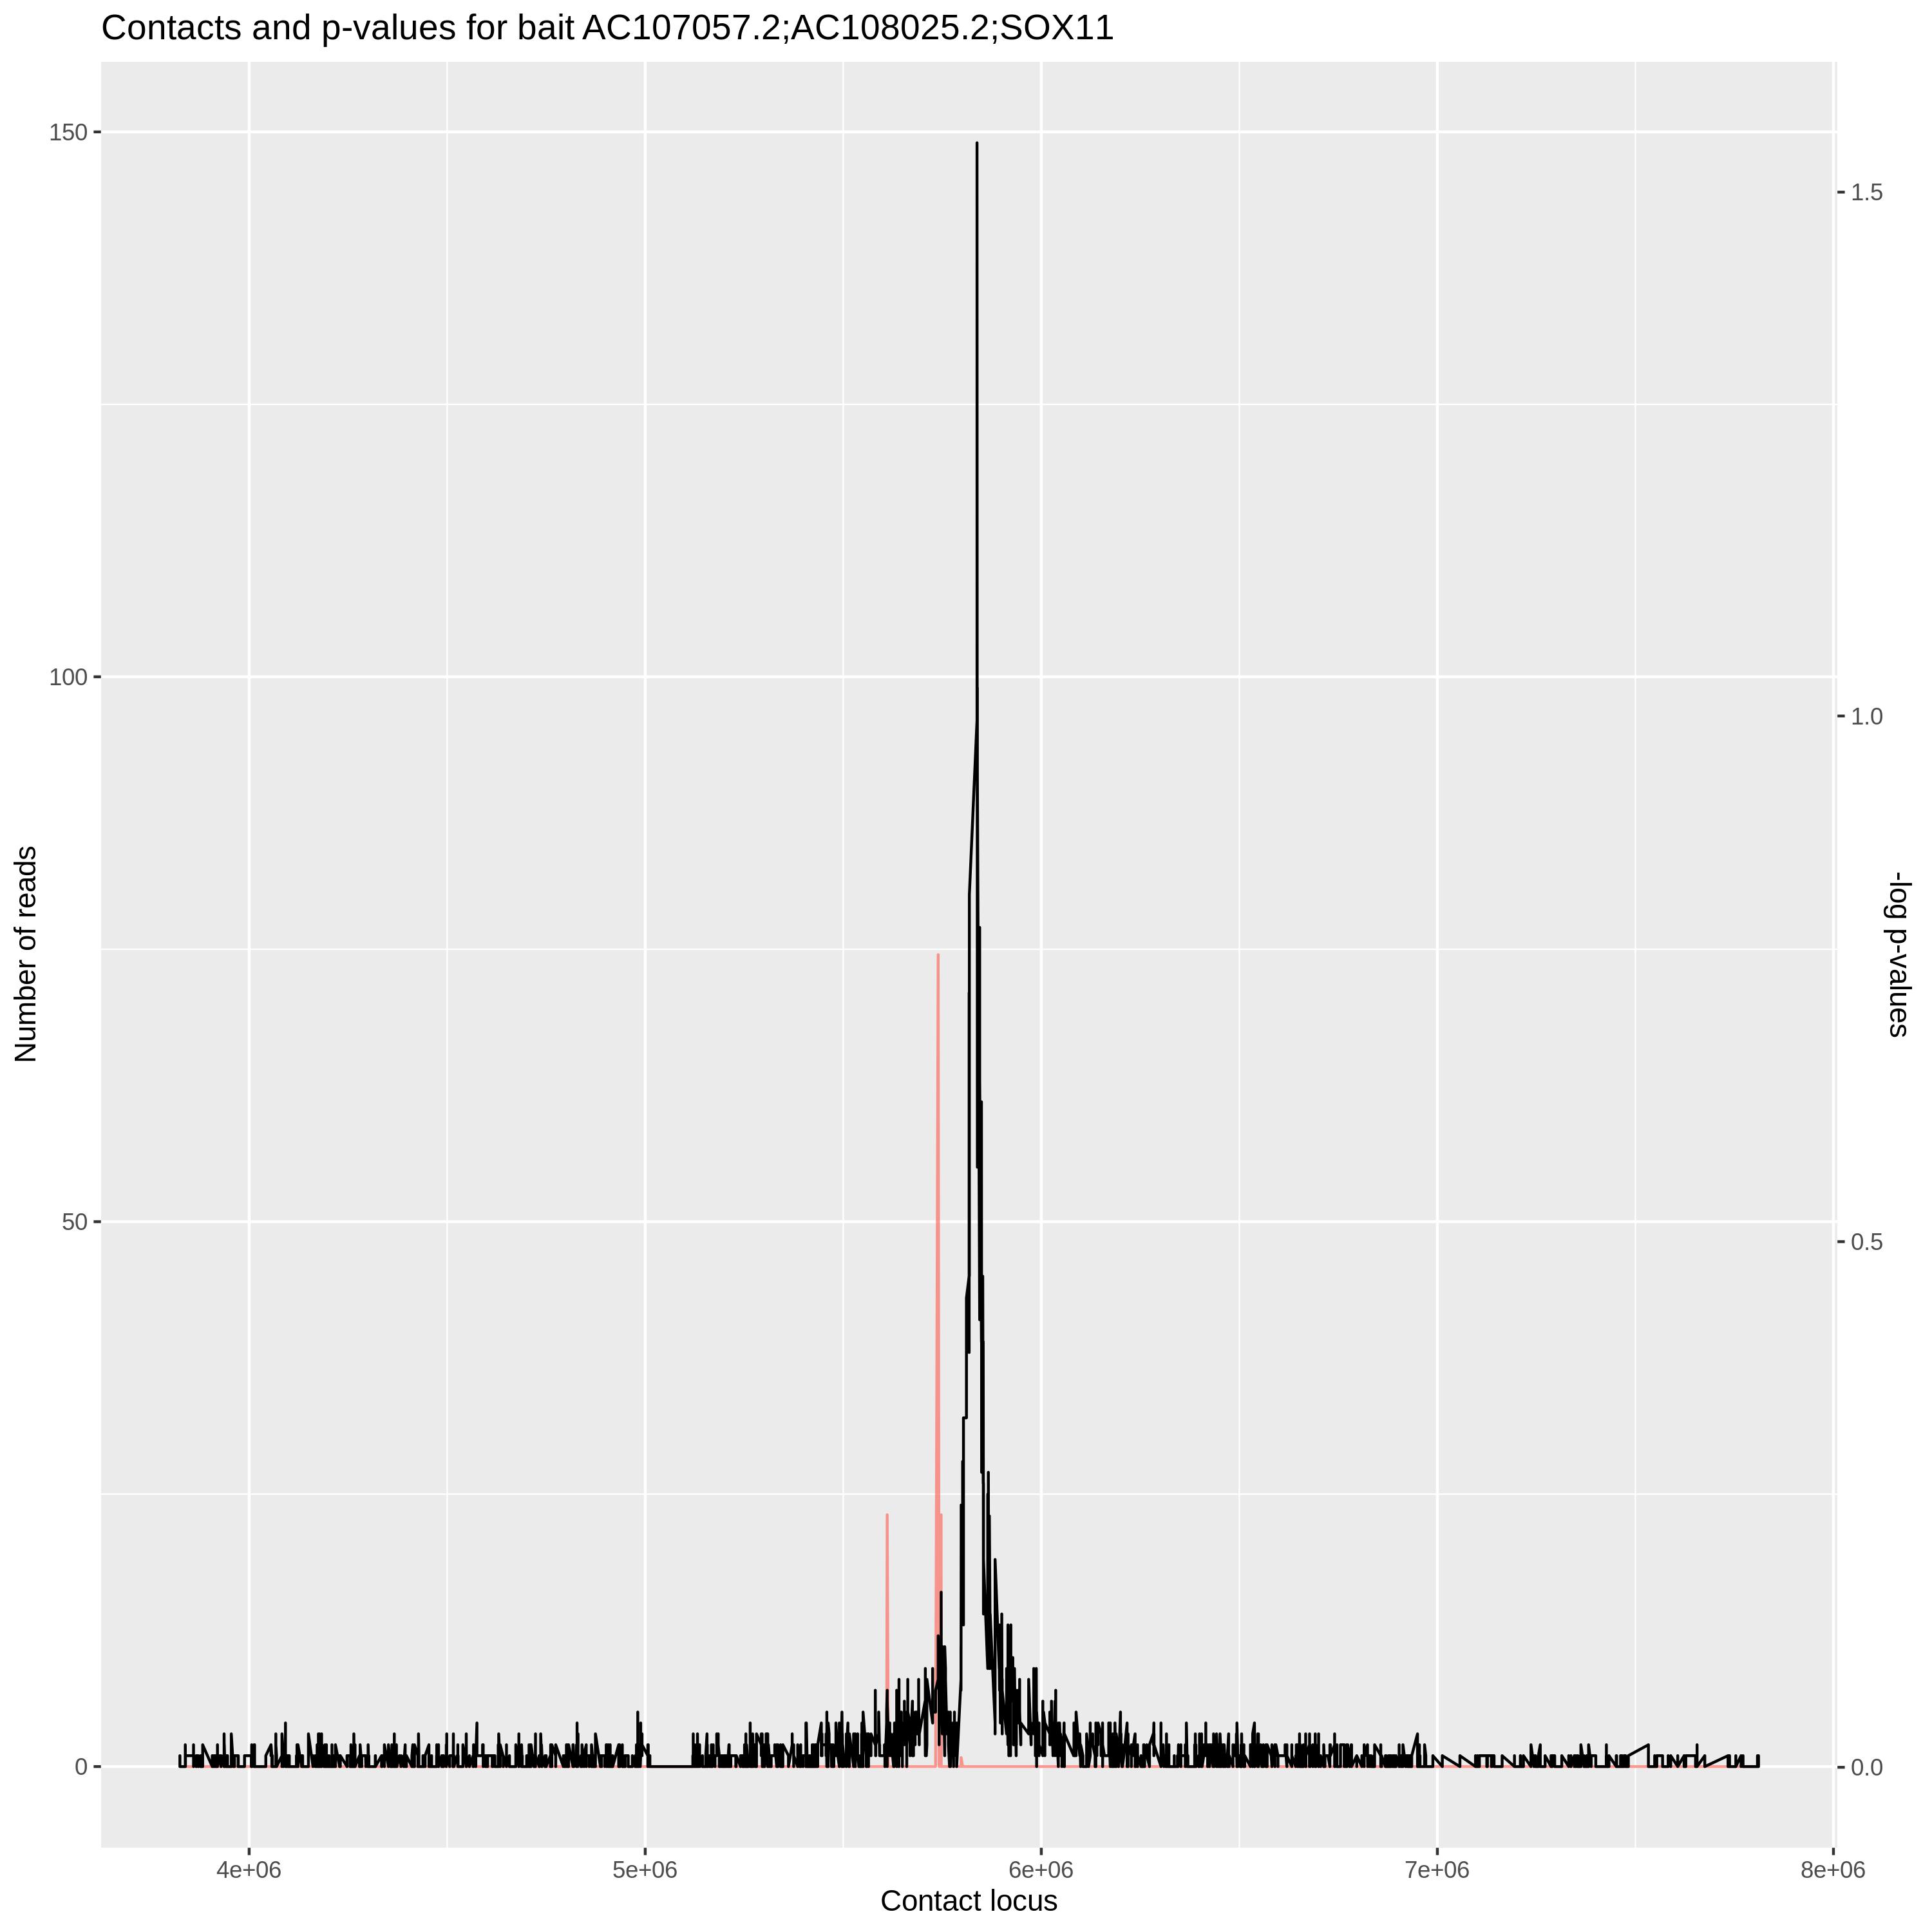 Contacts and p-values for bait AC107057.2;AC108025.2;SOX11
150
100
50
0
Number of reads
1.5
1.0
0.5
0.0
-log p-values
4e+06 5e+06 6e+06 7e+06 8e+06
Contact locus